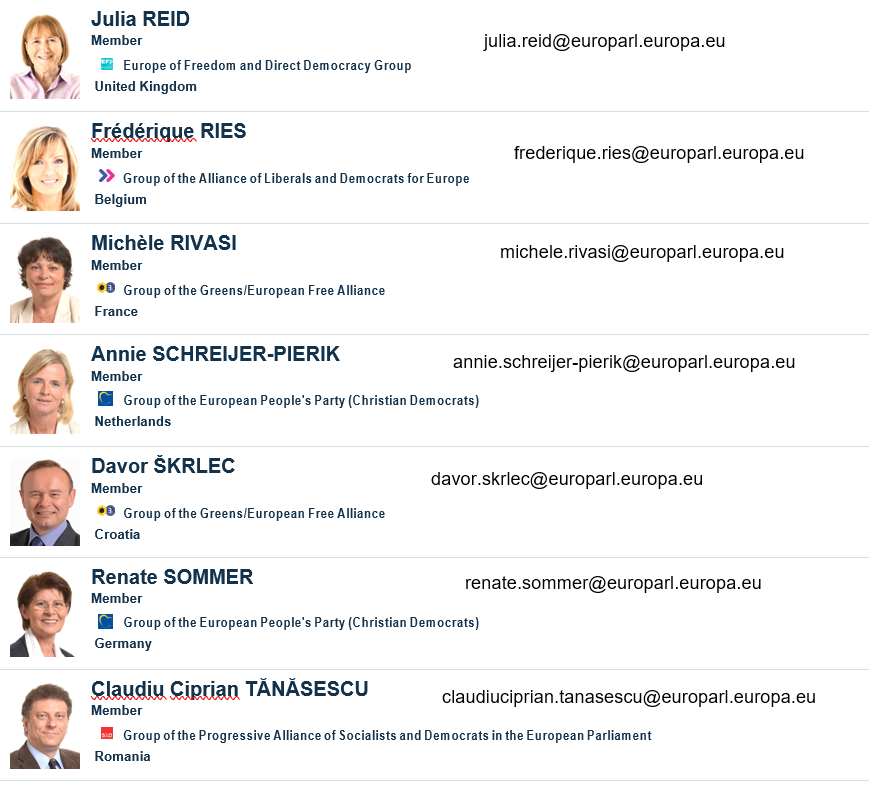 Julia REID
Member
julia.reid@europarl.europa.eu
EFD Europe of Freedom and Direct Democracy Group
United Kingdom
Frédérique RIES
Member
frederique.ries@europarl.europa.eu
Group of the Alliance of Liberals and Democrats for Europe
Belgium
Michèle RIVASI
Member
michele.rivasi@europarl.europa.eu
Group of the Greens/European Free Alliance
France
Annie SCHREIJER-PIERIK
Member
annie.schreijer-pierik@europarl.europa.eu
Group of the European People's Party (Christian Democrats)
Netherlands
Davor ŠKRLEC
Member
davor.skrlec@europarl.europa.eu
Group of the Greens/European Free Alliance
Croatia
Renate SOMMER
Member
renate.sommer@europarl.europa.eu
Group of the European People's Party (Christian Democrats)
Germany
Claudiu Ciprian TĂNĂSESCU
Member
claudiuciprian.tanasescu@europarl.europa.eu
S&D Group of the Progressive Alliance of Socialists and Democrats in the European Parliament
Romania